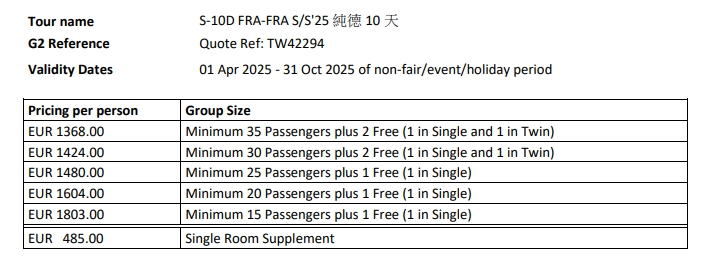 Tour name S-10D FRA-FRA S/S'25 純德 10 天
G2 Reference Quote Ref: TW42294
Validity Dates 01 Apr 2025 - 31 Oct 2025 of non-fair/event/holiday period
Pricing per person Group Size
EUR 1368.00 Minimum 35 Passengers plus 2 Free (1 in Single and 1 in Twin)
EUR 1424.00 Minimum 30 Passengers plus 2 Free (1 in Single and 1 in Twin)
EUR 1480.00 Minimum 25 Passengers plus 1 Free (1 in Single)
EUR 1604.00 Minimum 20 Passengers plus 1 Free (1 in Single)
EUR 1803.00 Minimum 15 Passengers plus 1 Free (1 in Single)
EUR 485.00 Single Room Supplement